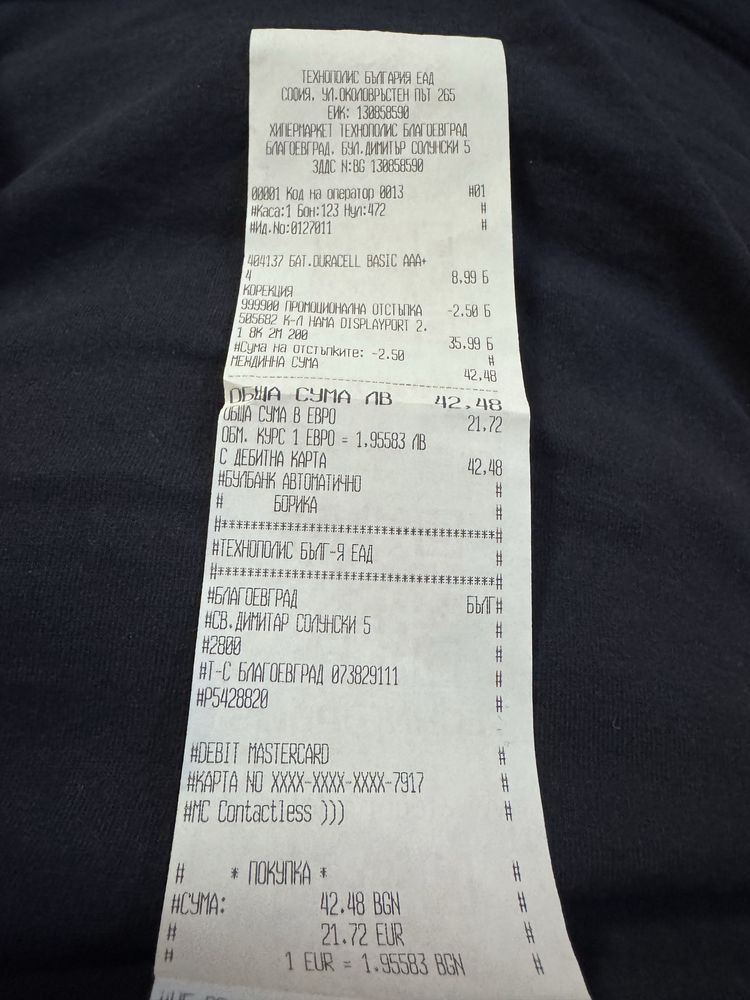 ТЕХНОПОЛИС БЪЛГАРИЯ ЕАД
СОФИЯ, УЛ.ОКОЛОВРЪСТЕН ПЪТ 265
ЕИК: 130858590
ХИПЕРМАРКЕТ ТЕХНОПОЛИС БЛАГОЕВГРАД
БЛАГОЕВГРАД, БУЛ.ДИМИТЪР СОЛУНСКИ 5
ЗДДС N:BG 130858590
00001 Код на оператор 0013 #01
#Каса:1 Бон:123 Нул:472 #
#Ид.No:0127011 #
404137 БАТ.DURACELL BASIC AAA+
4 8,99 Б
КОРЕКЦИЯ
999900 ПРОМОЦИОНАЛНА ОТСТЪПКА -2.50 Б
505682 К-Л HAMA DISPLAYPORT 2.
1 8K 2M 200 35,99 Б
#Сума на отстъпките: -2.50 #
МЕЖДИННА СУМА 42,48
ОБЩА СУМА ЛВ 42,48
ОБЩА СУМА В ЕВРО 21,72
ОБМ. КУРС 1 ЕВРО = 1,95583 ЛВ
С ДЕБИТНА КАРТА 42,48
#БУЛБАНК АВТОМАТИЧНО #
# БОРИКА #
#***********************************#
#ТЕХНОПОЛИС БЪЛГ-Я ЕАД #
#***********************************#
#БЛАГОЕВГРАД БЪЛГ#
#СВ.ДИМИТАР СОЛУНСКИ 5 #
#2800 #
#Т-С БЛАГОЕВГРАД 073829111 #
#P5428820 #
#DEBIT MASTERCARD #
#КАРТА NO XXXX-XXXX-XXXX-7917 #
#MC Contactless ))) #
# * ПОКУПКА * #
#СУМА: 42.48 BGN #
# 21.72 EUR #
# 1 EUR = 1.95583 BGN #